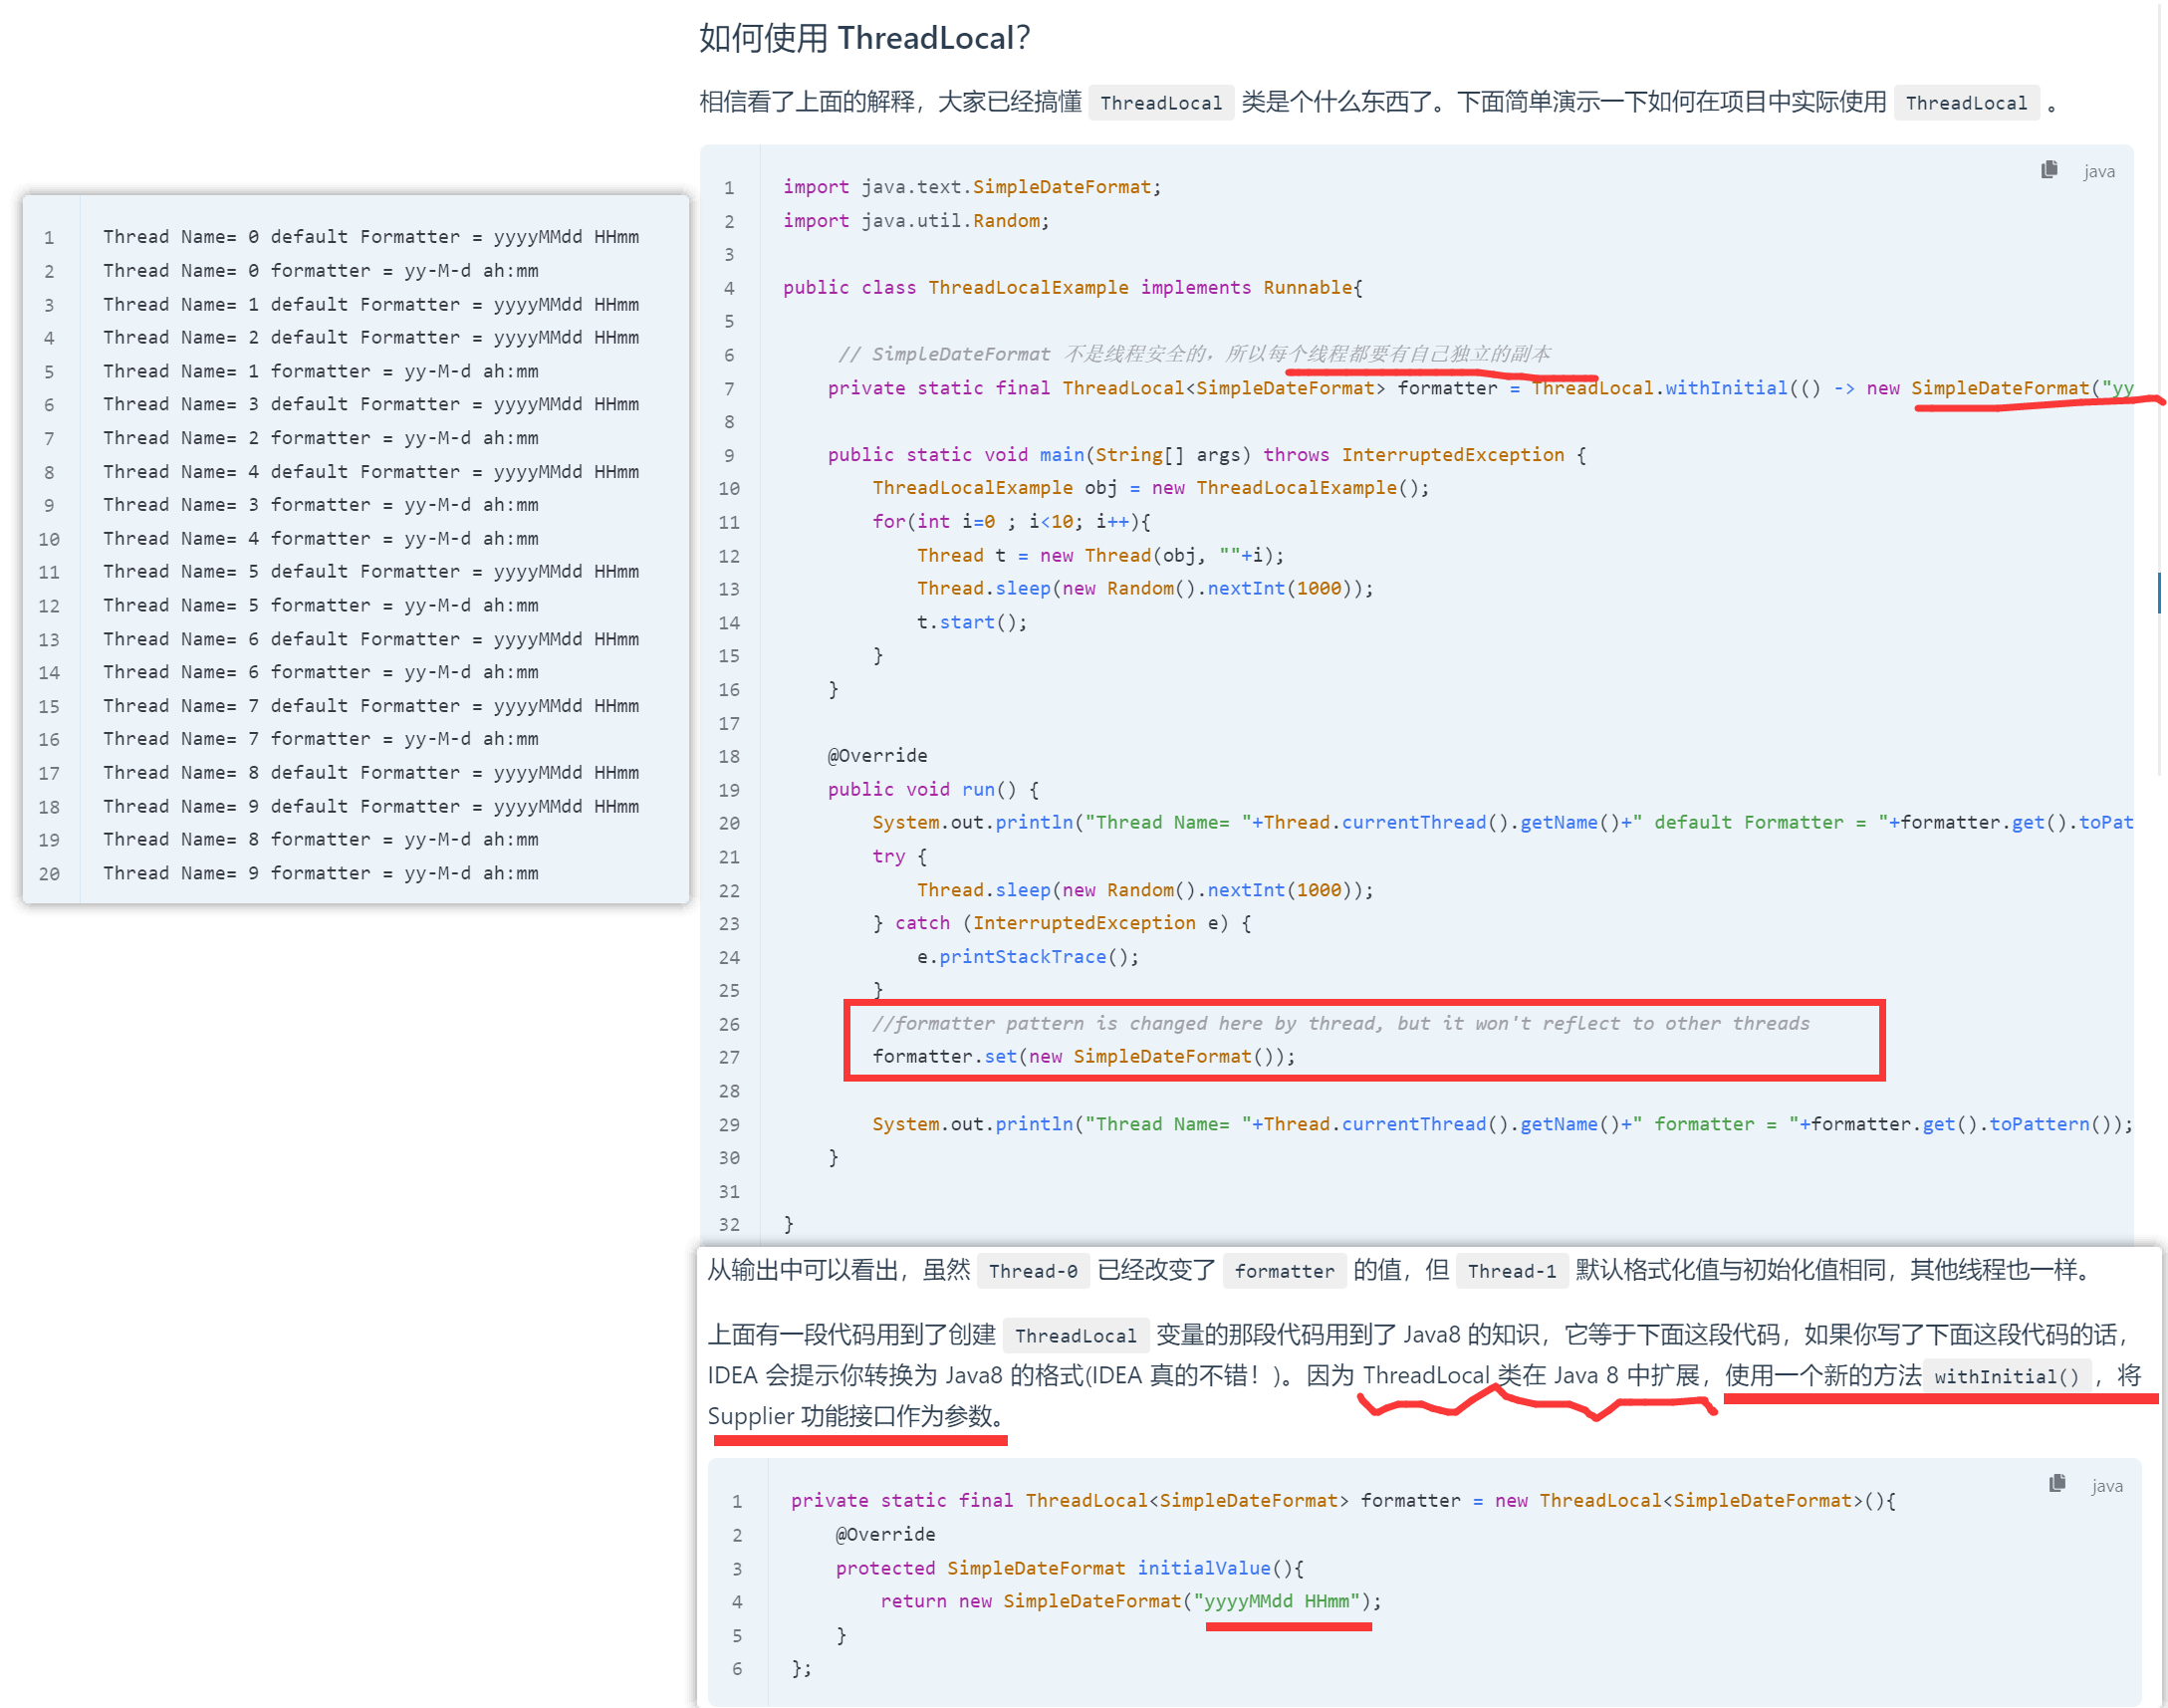 如何使用 ThreadLocal？
相信看了上面的解释，大家已经搞懂 ThreadLocal 类是个什么东西了。下面简单演示一下如何在项目中实际使用 ThreadLocal 。
java
1 import java.text.SimpleDateFormat;
2 import java.util.Random;
3
4 public class ThreadLocalExample implements Runnable{
5
6 // SimpleDateFormat 不是线程安全的，所以每个线程都要有自己独立的副本
7 private static final ThreadLocal<SimpleDateFormat> formatter = ThreadLocal.withInitial(() -> new SimpleDateFormat("yy
8
9 public static void main(String[] args) throws InterruptedException {
10 ThreadLocalExample obj = new ThreadLocalExample();
11 for(int i=0 ; i<10; i++){
12 Thread t = new Thread(obj, ""+i);
13 Thread.sleep(new Random().nextInt(1000));
14 t.start();
15 }
16 }
17
18 @Override
19 public void run() {
20 System.out.println("Thread Name= "+Thread.currentThread().getName()+" default Formatter = "+formatter.get().toPat
21 try {
22 Thread.sleep(new Random().nextInt(1000));
23 } catch (InterruptedException e) {
24 e.printStackTrace();
25 }
26 //formatter pattern is changed here by thread, but it won't reflect to other threads
27 formatter.set(new SimpleDateFormat());
28
29 System.out.println("Thread Name= "+Thread.currentThread().getName()+" formatter = "+formatter.get().toPattern());
30 }
31
32 }
1 Thread Name= 0 default Formatter = yyyyMMdd HHmm
2 Thread Name= 0 formatter = yy-M-d ah:mm
3 Thread Name= 1 default Formatter = yyyyMMdd HHmm
4 Thread Name= 2 default Formatter = yyyyMMdd HHmm
5 Thread Name= 1 formatter = yy-M-d ah:mm
6 Thread Name= 3 default Formatter = yyyyMMdd HHmm
7 Thread Name= 2 formatter = yy-M-d ah:mm
8 Thread Name= 4 default Formatter = yyyyMMdd HHmm
9 Thread Name= 3 formatter = yy-M-d ah:mm
10 Thread Name= 4 formatter = yy-M-d ah:mm
11 Thread Name= 5 default Formatter = yyyyMMdd HHmm
12 Thread Name= 5 formatter = yy-M-d ah:mm
13 Thread Name= 6 default Formatter = yyyyMMdd HHmm
14 Thread Name= 6 formatter = yy-M-d ah:mm
15 Thread Name= 7 default Formatter = yyyyMMdd HHmm
16 Thread Name= 7 formatter = yy-M-d ah:mm
17 Thread Name= 8 default Formatter = yyyyMMdd HHmm
18 Thread Name= 9 default Formatter = yyyyMMdd HHmm
19 Thread Name= 8 formatter = yy-M-d ah:mm
20 Thread Name= 9 formatter = yy-M-d ah:mm
从输出中可以看出，虽然 Thread-0 已经改变了 formatter 的值，但 Thread-1 默认格式化值与初始化值相同，其他线程也一样。
上面有一段代码用到了创建 ThreadLocal 变量的那段代码用到了 Java8 的知识，它等于下面这段代码，如果你写了下面这段代码的话，
IDEA 会提示你转换为 Java8 的格式(IDEA 真的不错！)。因为 ThreadLocal 类在 Java 8 中扩展，使用一个新的方法 withInitial() ，将
Supplier 功能接口作为参数。
java
1 private static final ThreadLocal<SimpleDateFormat> formatter = new ThreadLocal<SimpleDateFormat>(){
2 @Override
3 protected SimpleDateFormat initialValue(){
4 return new SimpleDateFormat("yyyyMMdd HHmm");
5 }
6 };